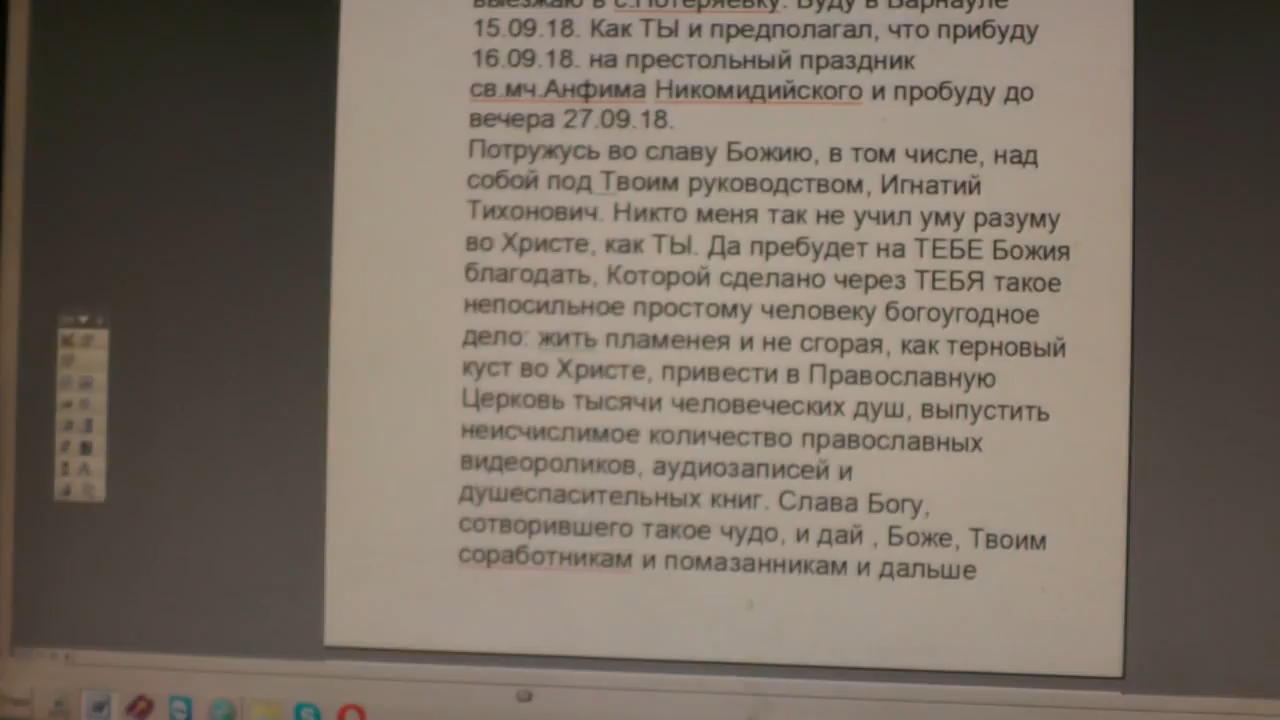 выезжаю в с.Потеряевку. Буду в Барнауле
15.09.18. Как ТЫ и предполагал, что прибуду
16.09.18. на престольный праздник
св.мч.Анфима Никомидийского и пробуду до
вечера 27.09.18.
Потружусь во славу Божию, в том числе, над
собой под Твоим руководством, Игнатий
Тихонович. Никто меня так не учил уму разуму
во Христе, как ТЫ. Да пребудет на ТЕБЕ Божия
благодать, Которой сделано через ТЕБЯ такое
непосильное простому человеку богоугодное
дело: жить пламенея и не сгорая, как терновый
куст во Христе, привести в Православную
Церковь тысячи человеческих душ, выпустить
неисчислимое количество православных
видеороликов, аудиозаписей и
душеспасительных книг. Слава Богу,
сотворившего такое чудо, и дай , Боже, Твоим
соработникам и помазанникам и дальше